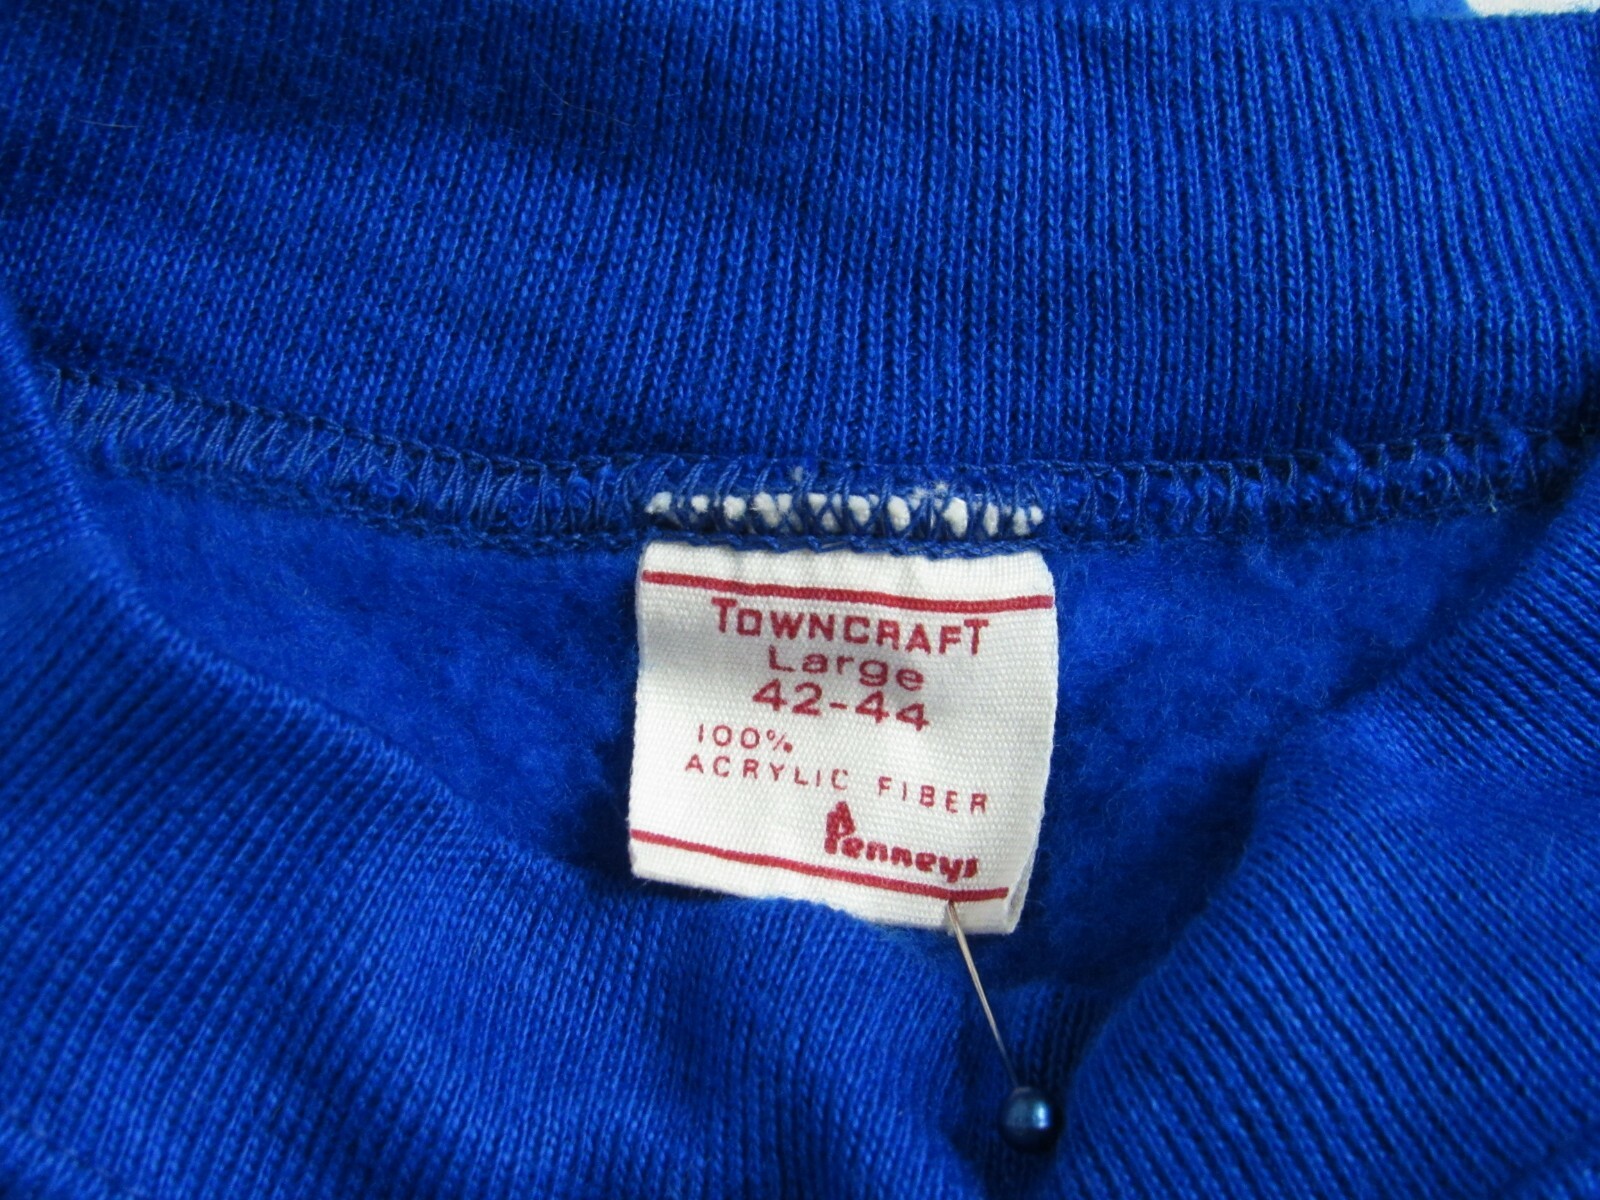 TOWNCRAFT
Large
42-44
100%
ACRYLIC FIBER
Penneys